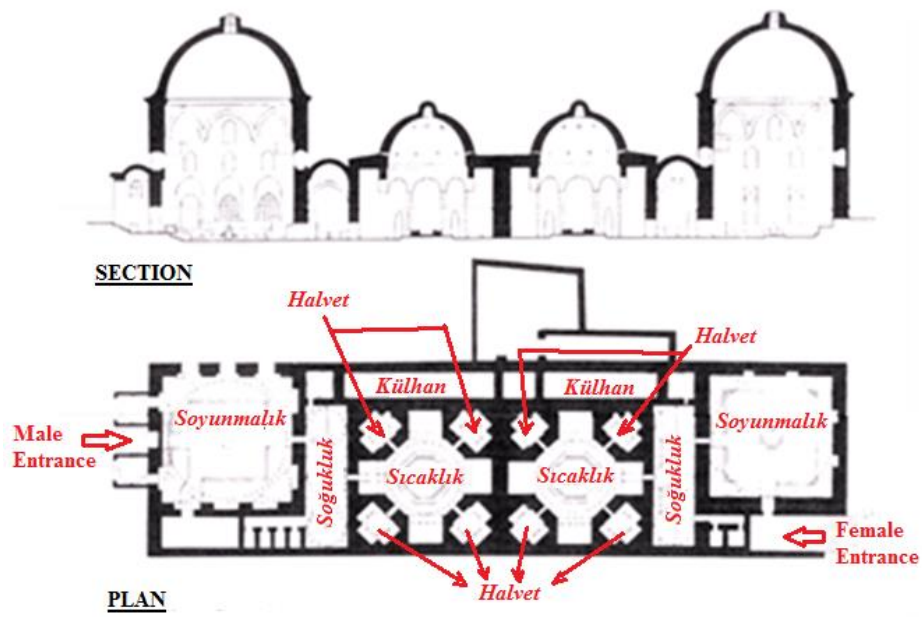 SECTION
Halvet
Halvet
Külhan
Külhan
Soyunmalık
Soyunmalık
Male
Entrance
Soğukluk
Sıcaklık
Sıcaklık
Soğukluk
Female
Entrance
Halvet
PLAN